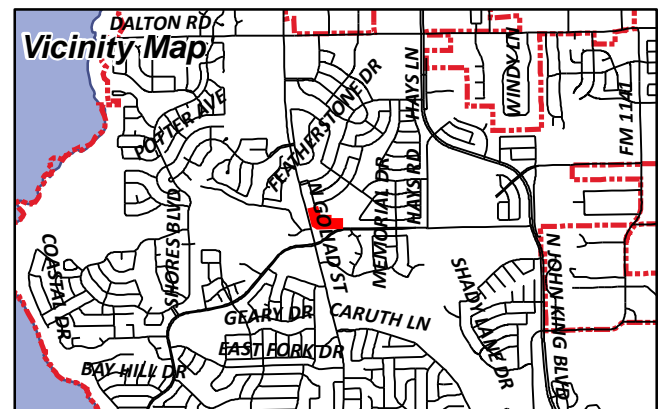 DALTON RD
Vicinity Map
WINDY LN
HAYS LN
FM 1141
FEATHERSTONE DR
POTTER AVE
N GOLIAD ST
MEMORIAL DR
HAYS RD
SHORES BLVD
COASTAL DR
N JOHN KING BLVD
SHADY LANE DR
GEARY DR
CARUTH LN
EAST FORK DR
BAY HILL DR